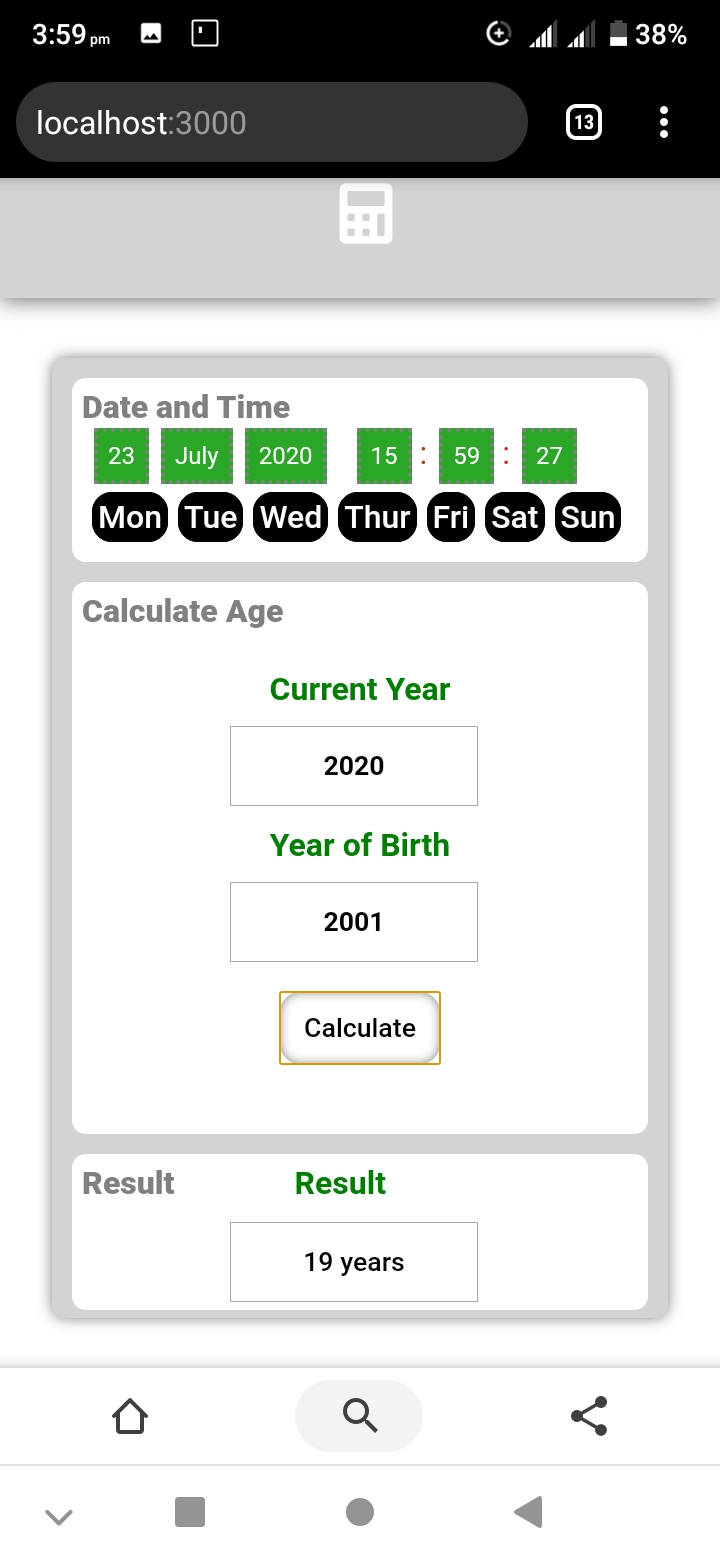 3:59 pm 38%
localhost:3000 13
Date and Time
23 July 2020 15 : 59 : 27
Mon Tue Wed Thur Fri Sat Sun
Calculate Age
Current Year
2020
Year of Birth
2001
Calculate
Result Result
19 years